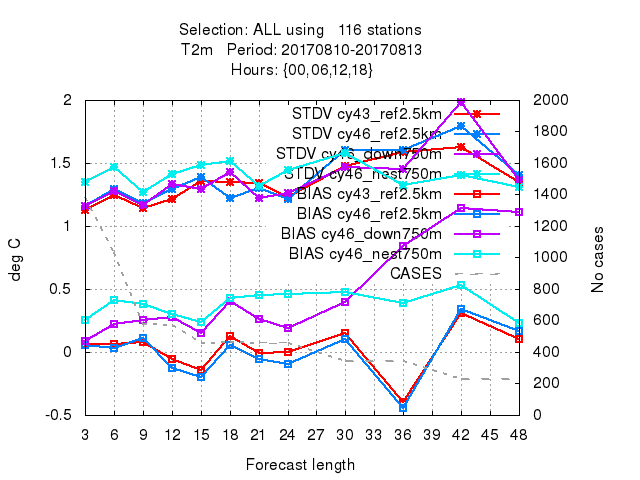 Selection: ALL using   116 stations
T2m   Period: 20170810-20170813
Hours: {00,06,12,18}
2
1.5
1
0.5
0
-0.5
deg C
2000
1800
1600
1400
1200
1000
800
600
400
200
0
No cases
STDV cy43_ref2.5km
STDV cy46_ref2.5km
STDV cy46_down750m
STDV cy46_nest750m
BIAS cy43_ref2.5km
BIAS cy46_ref2.5km
BIAS cy46_down750m
BIAS cy46_nest750m
CASES
3 6 9 12 15 18 21 24 27 30 33 36 39 42 45 48
Forecast length